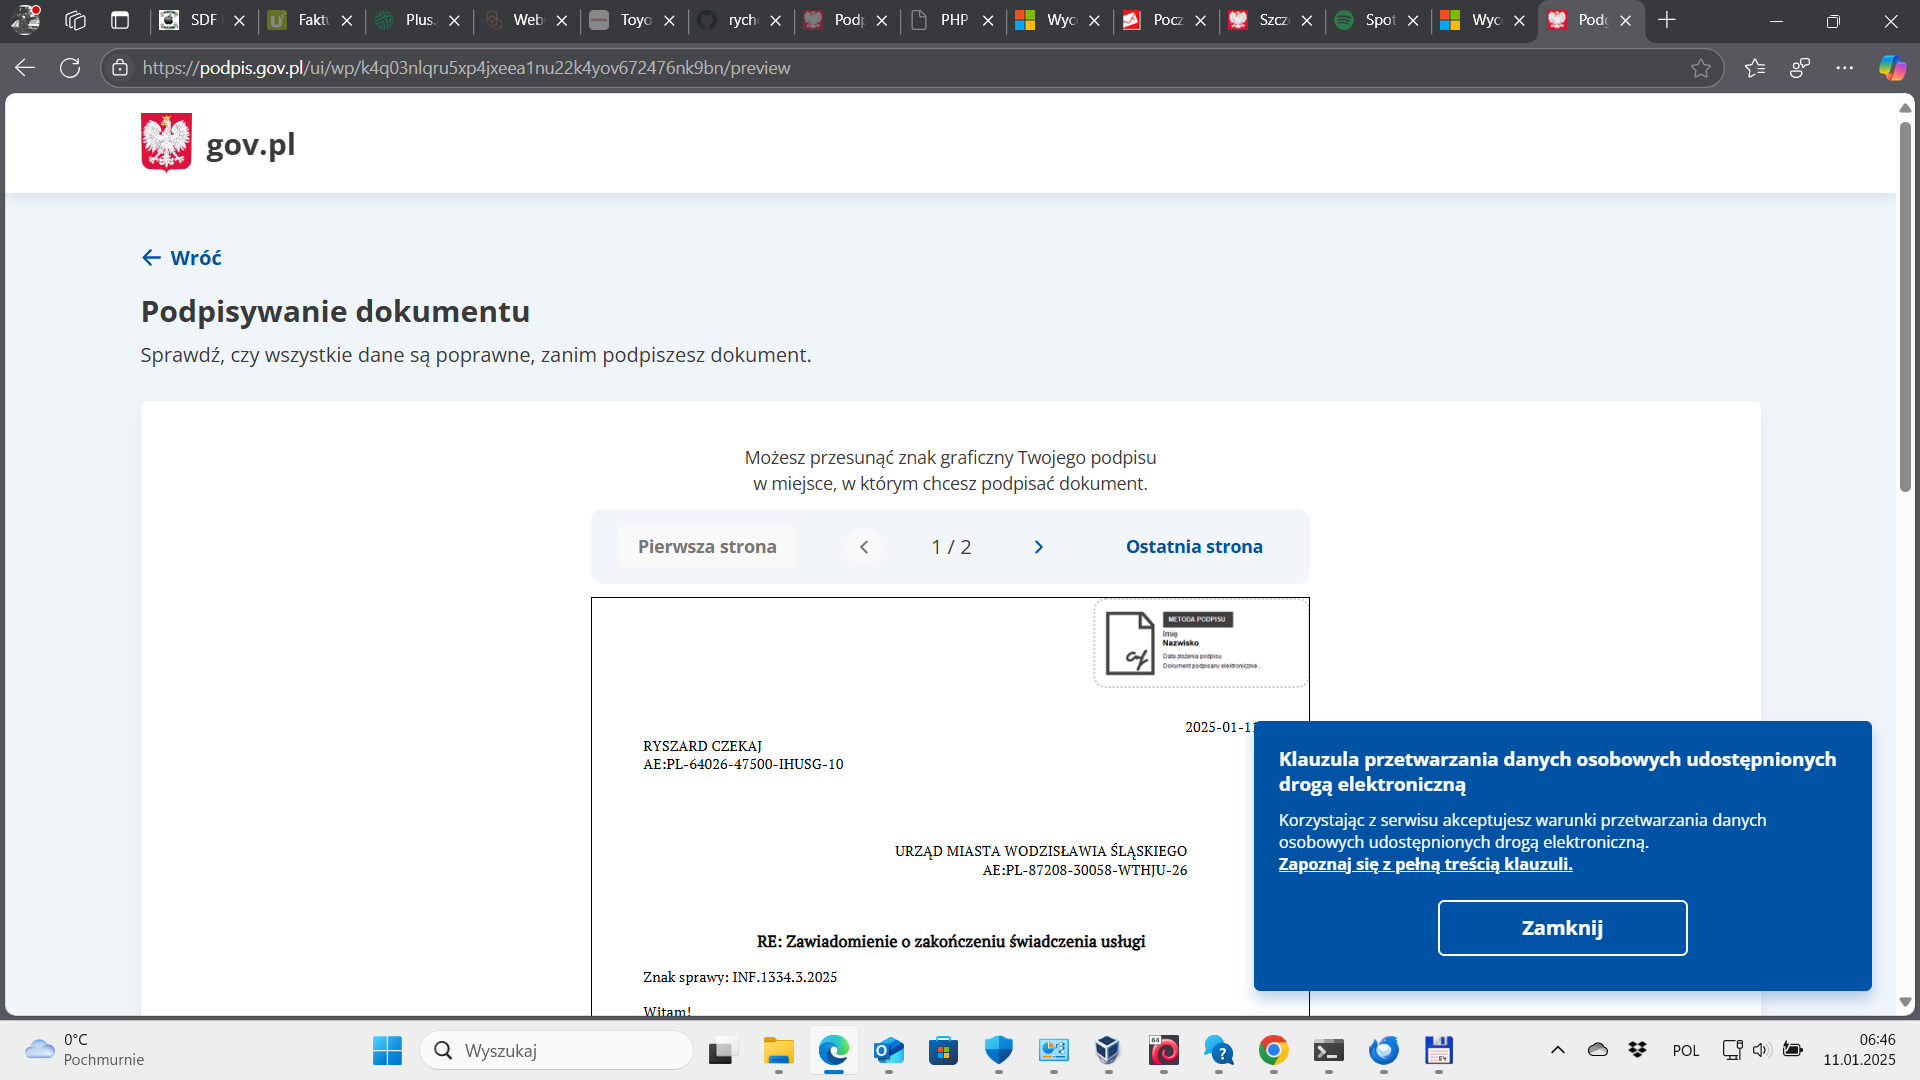 SDF
Faktu
Plus.
Web
Toyo
rych
Podp
PHP
Wyc
Pocz
Szcz
Spot
Wyc
Podp
https://podpis.gov.pl/ui/wp/k4q03nlqru5xp4jxeea1nu22k4yov672476nk9bn/preview
gov.pl
Wróć
Podpisywanie dokumentu
Sprawdź, czy wszystkie dane są poprawne, zanim podpiszesz dokument.
Możesz przesunąć znak graficzny Twojego podpisu
w miejsce, w którym chcesz podpisać dokument.
Pierwsza strona
1 / 2
Ostatnia strona
METODA PODPISU
Imię
Nazwisko
Data złożenia podpisu
Dokument podpisany elektronicznie...
2025-01-11
RYSZARD CZEKAJ
AE:PL-64026-47500-IHUSG-10
URZĄD MIASTA WODZISŁAWIA ŚLĄSKIEGO
AE:PL-87208-30058-WTHJU-26
RE: Zawiadomienie o zakończeniu świadczenia usługi
Znak sprawy: INF.1334.3.2025
Witam!
Klauzula przetwarzania danych osobowych udostępnionych
drogą elektroniczną
Korzystając z serwisu akceptujesz warunki przetwarzania danych
osobowych udostępnionych drogą elektroniczną.
Zapoznaj się z pełną treścią klauzuli.
Zamknij
0°C
Pochmurnie
Wyszukaj
64
64
POL
06:46
11.01.2025